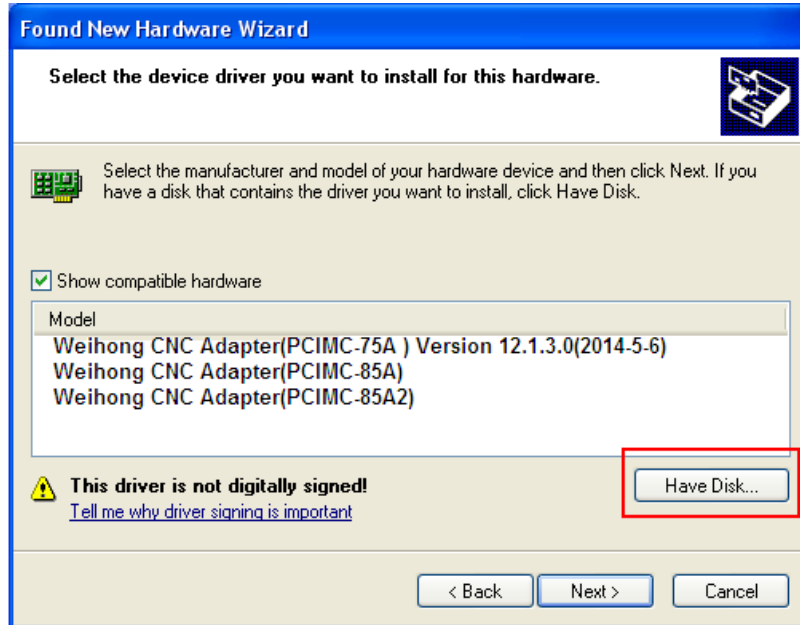 Found New Hardware Wizard
Select the device driver you want to install for this hardware.
Select the manufacturer and model of your hardware device and then click Next. If you
have a disk that contains the driver you want to install, click Have Disk.
Show compatible hardware
Model
Weihong CNC Adapter(PCIMC-75A ) Version 12.1.3.0(2014-5-6)
Weihong CNC Adapter(PCIMC-85A)
Weihong CNC Adapter(PCIMC-85A2)
This driver is not digitally signed!
Have Disk...
Tell me why driver signing is important
< Back
Next >
Cancel